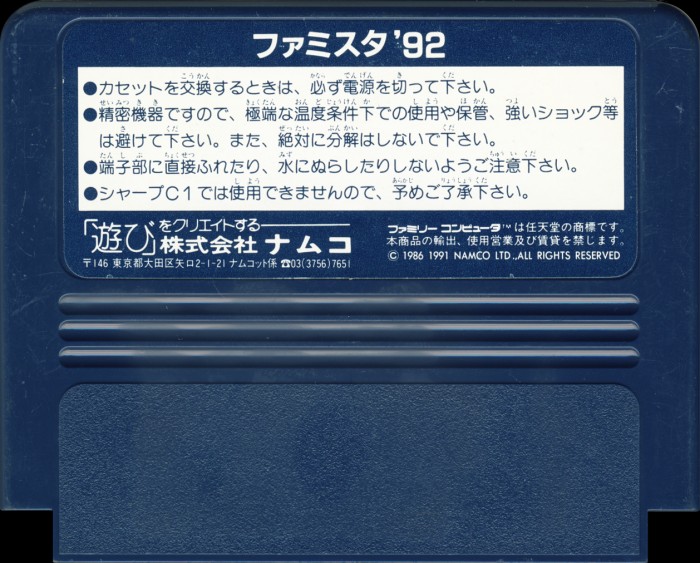 ファミスタ'92
●カセットを交換するときは、必ず電源を切って下さい。
●精密機器ですので、極端な温度条件下での使用や保管、強いショック等
は避けて下さい。また、絶対に分解はしないで下さい。
●端子部に直接ふれたり、水にぬらしたりしないようご注意下さい。
●シャープC1では使用できませんので、予めご了承下さい。
「遊び」をクリエイトする
株式会社 ナムコ
〒146 東京都大田区矢口2-1-21 ナムコット係 ☎03(3756)7651
ファミリーコンピュータ™は任天堂の商標です。
本商品の輸出、使用営業及び賃貸を禁じます。
© 1986 1991 NAMCO LTD.,ALL RIGHTS RESERVED